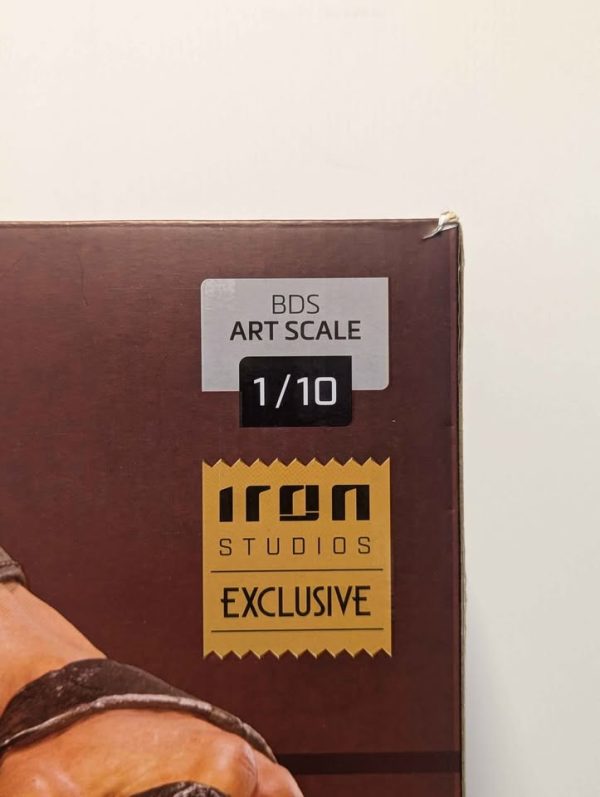 BDS
ART SCALE
1/10
iron
STUDIOS
EXCLUSIVE